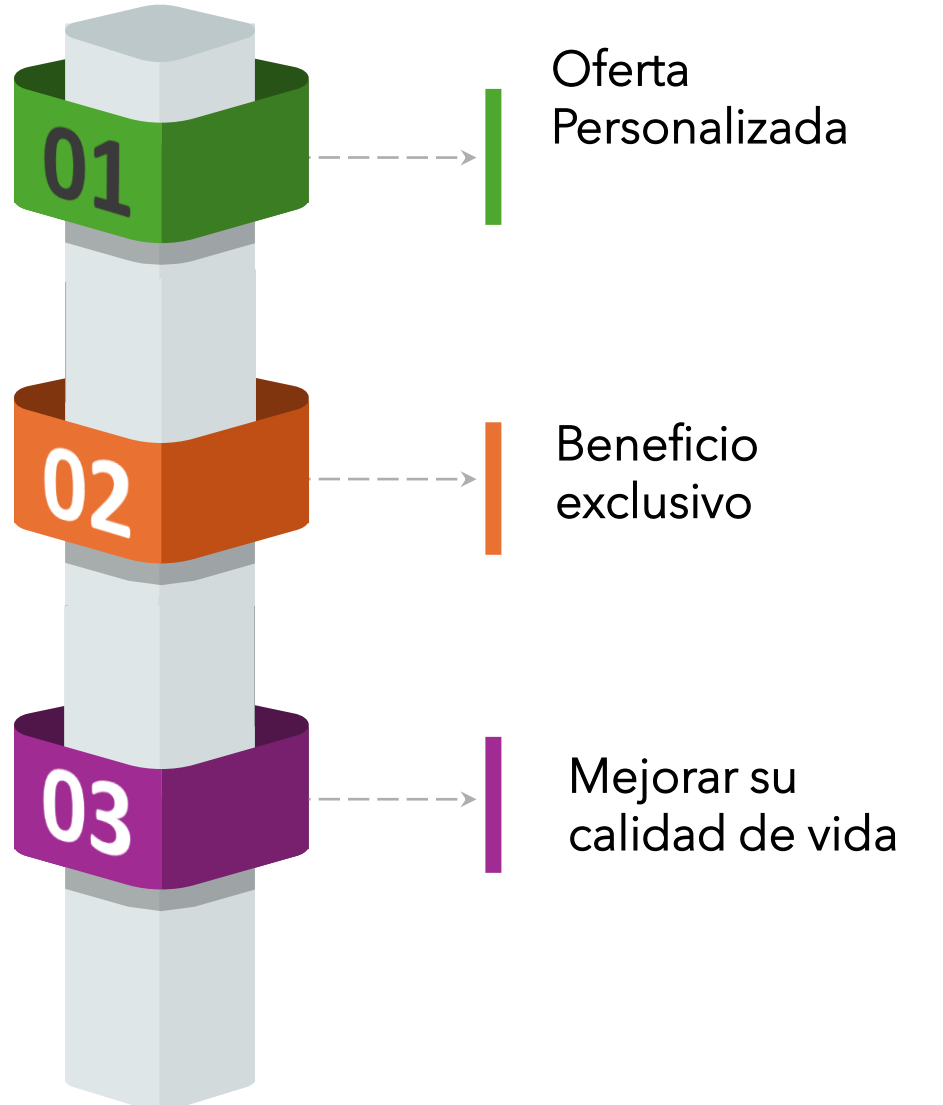 01
Oferta
Personalizada
02
Beneficio
exclusivo
03
Mejorar su
calidad de vida